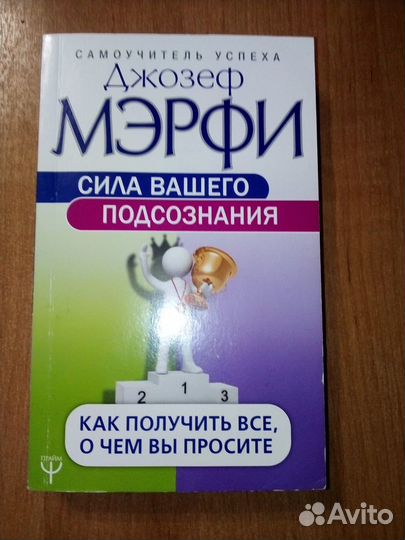 САМОУЧИТЕЛЬ УСПЕХА
Джозеф
МЭРФИ
СИЛА ВАШЕГО
ПОДСОЗНАНИЯ
2 1 3
КАК ПОЛУЧИТЬ ВСЕ,
О ЧЕМ ВЫ ПРОСИТЕ
ПРАЙМ
Avito